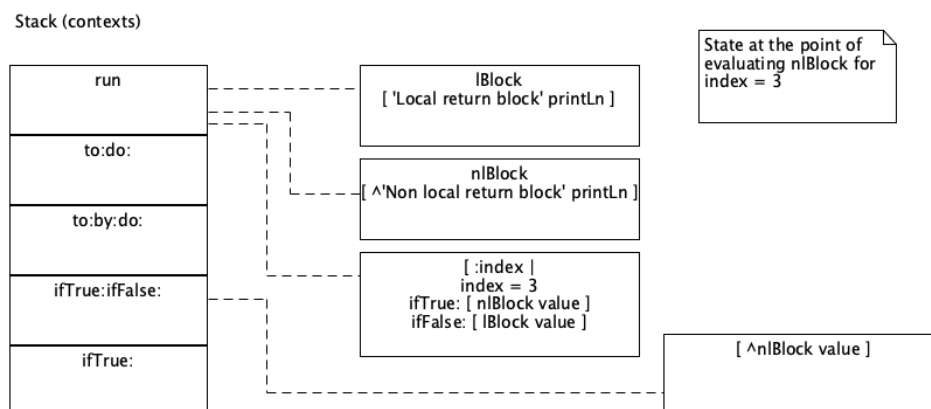 Stack (contexts)
run
to:do:
to:by:do:
ifTrue:ifFalse:
ifTrue:
lBlock
[ 'Local return block' printLn ]
nlBlock
[ ^'Non local return block' printLn ]
[ :index |
index = 3
ifTrue: [ nlBlock value ]
ifFalse: [ lBlock value ]
[ ^nlBlock value ]
State at the point of
evaluating nlBlock for
index = 3